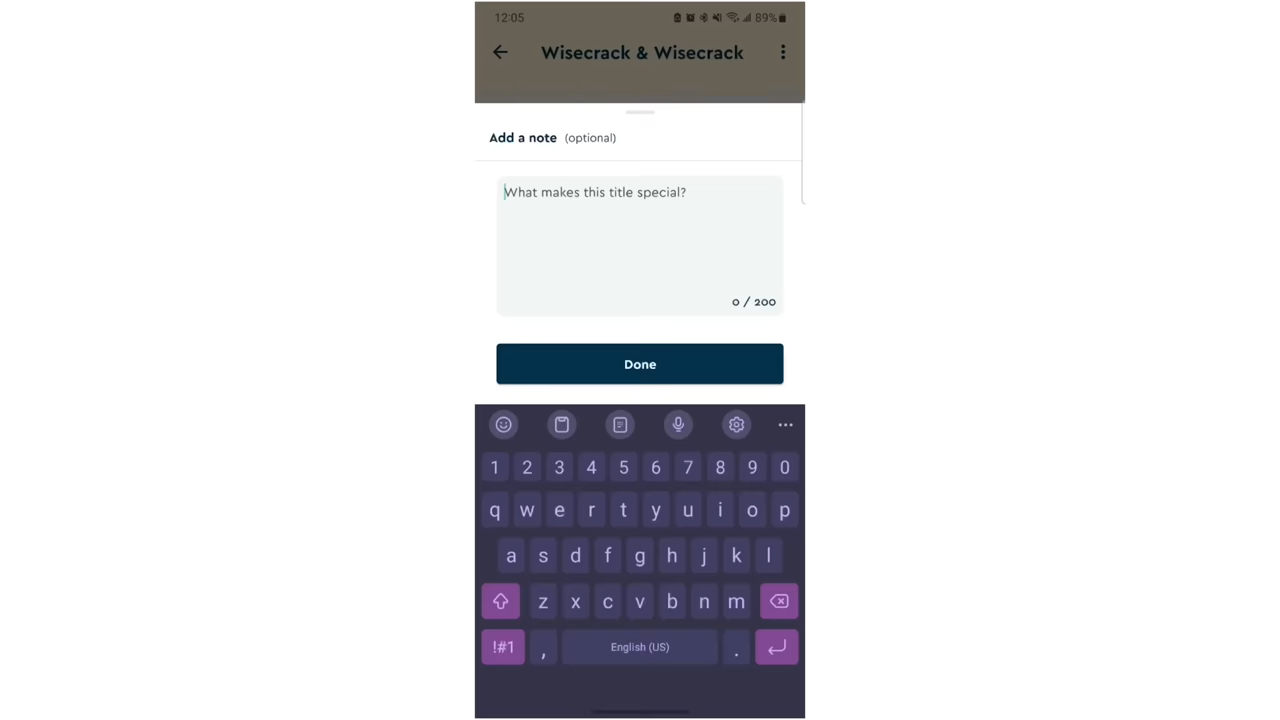 12:05 89%
Wisecrack & Wisecrack
Add a note (optional)
What makes this title special?
0 / 200
Done
1 2 3 4 5 6 7 8 9 0
q w e r t y u i o p
a s d f g h j k l
z x c v b n m
!#1 , English (US) .